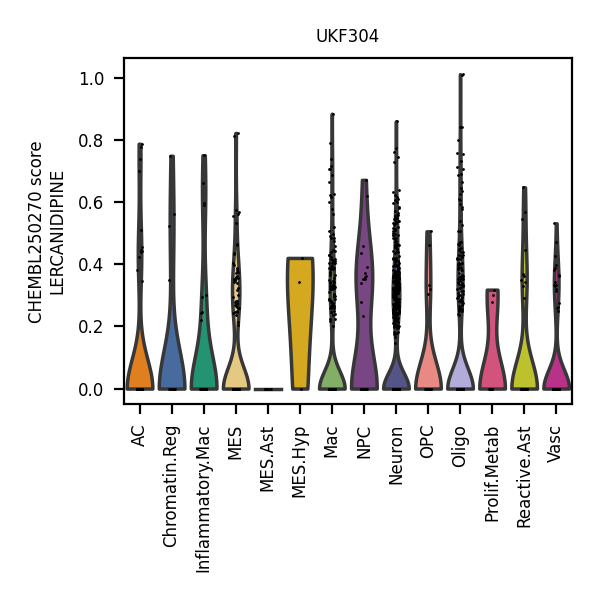 UKF304
CHEMBL250270 score
LERCANIDIPINE
1.0
0.8
0.6
0.4
0.2
0.0
AC
Chromatin.Reg
Inflammatory.Mac
MES
MES.Ast
MES.Hyp
Mac
NPC
Neuron
OPC
Oligo
Prolif.Metab
Reactive.Ast
Vasc